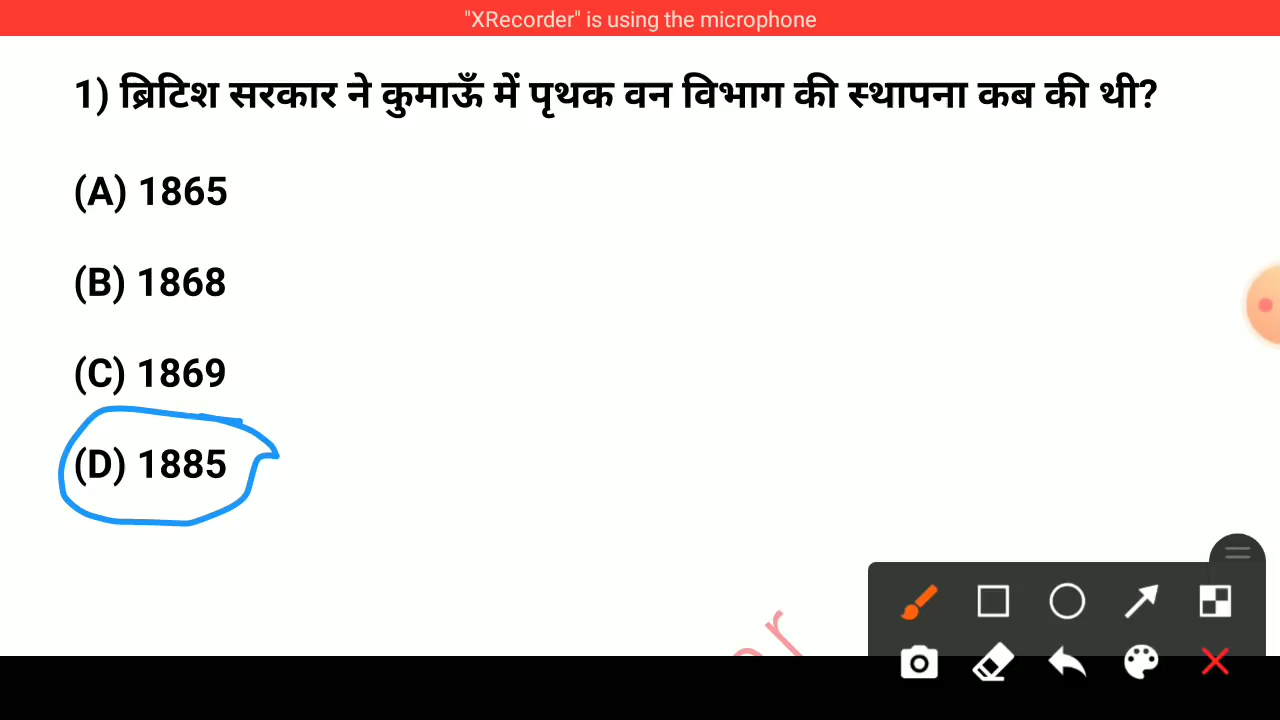 "XRecorder" is using the microphone
1) ब्रिटिश सरकार ने कुमाऊँ में पृथक वन विभाग की स्थापना कब की थी?
(A) 1865
(B) 1868
(C) 1869
(D) 1885